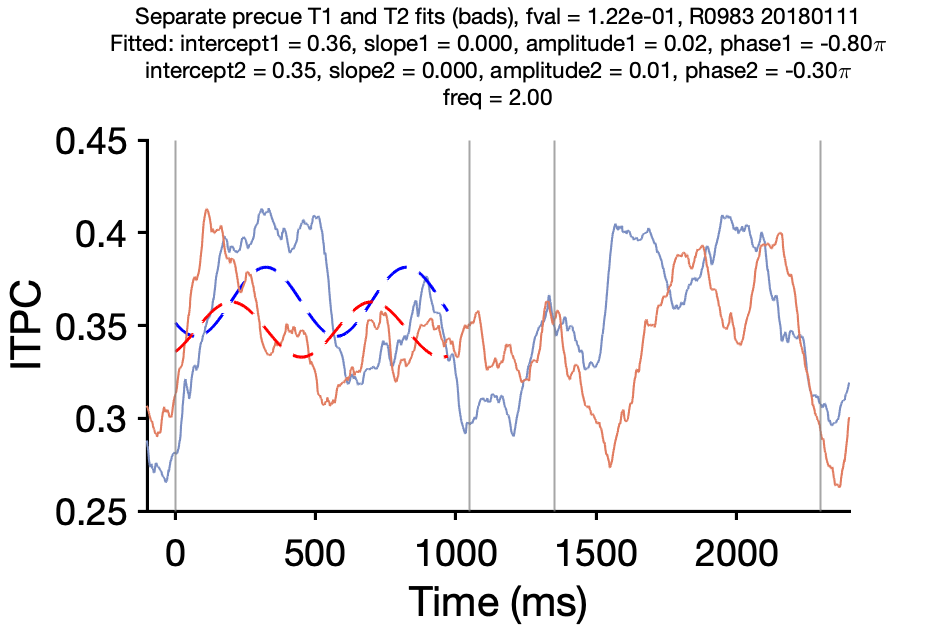 Separate precue T1 and T2 fits (bads), fval = 1.22e-01, R0983 20180111
Fitted: intercept1 = 0.36, slope1 = 0.000, amplitude1 = 0.02, phase1 = -0.80π
intercept2 = 0.35, slope2 = 0.000, amplitude2 = 0.01, phase2 = -0.30π
freq = 2.00
0.45
0.4
0.35
0.3
0.25
ITPC
0 500 1000 1500 2000
Time (ms)